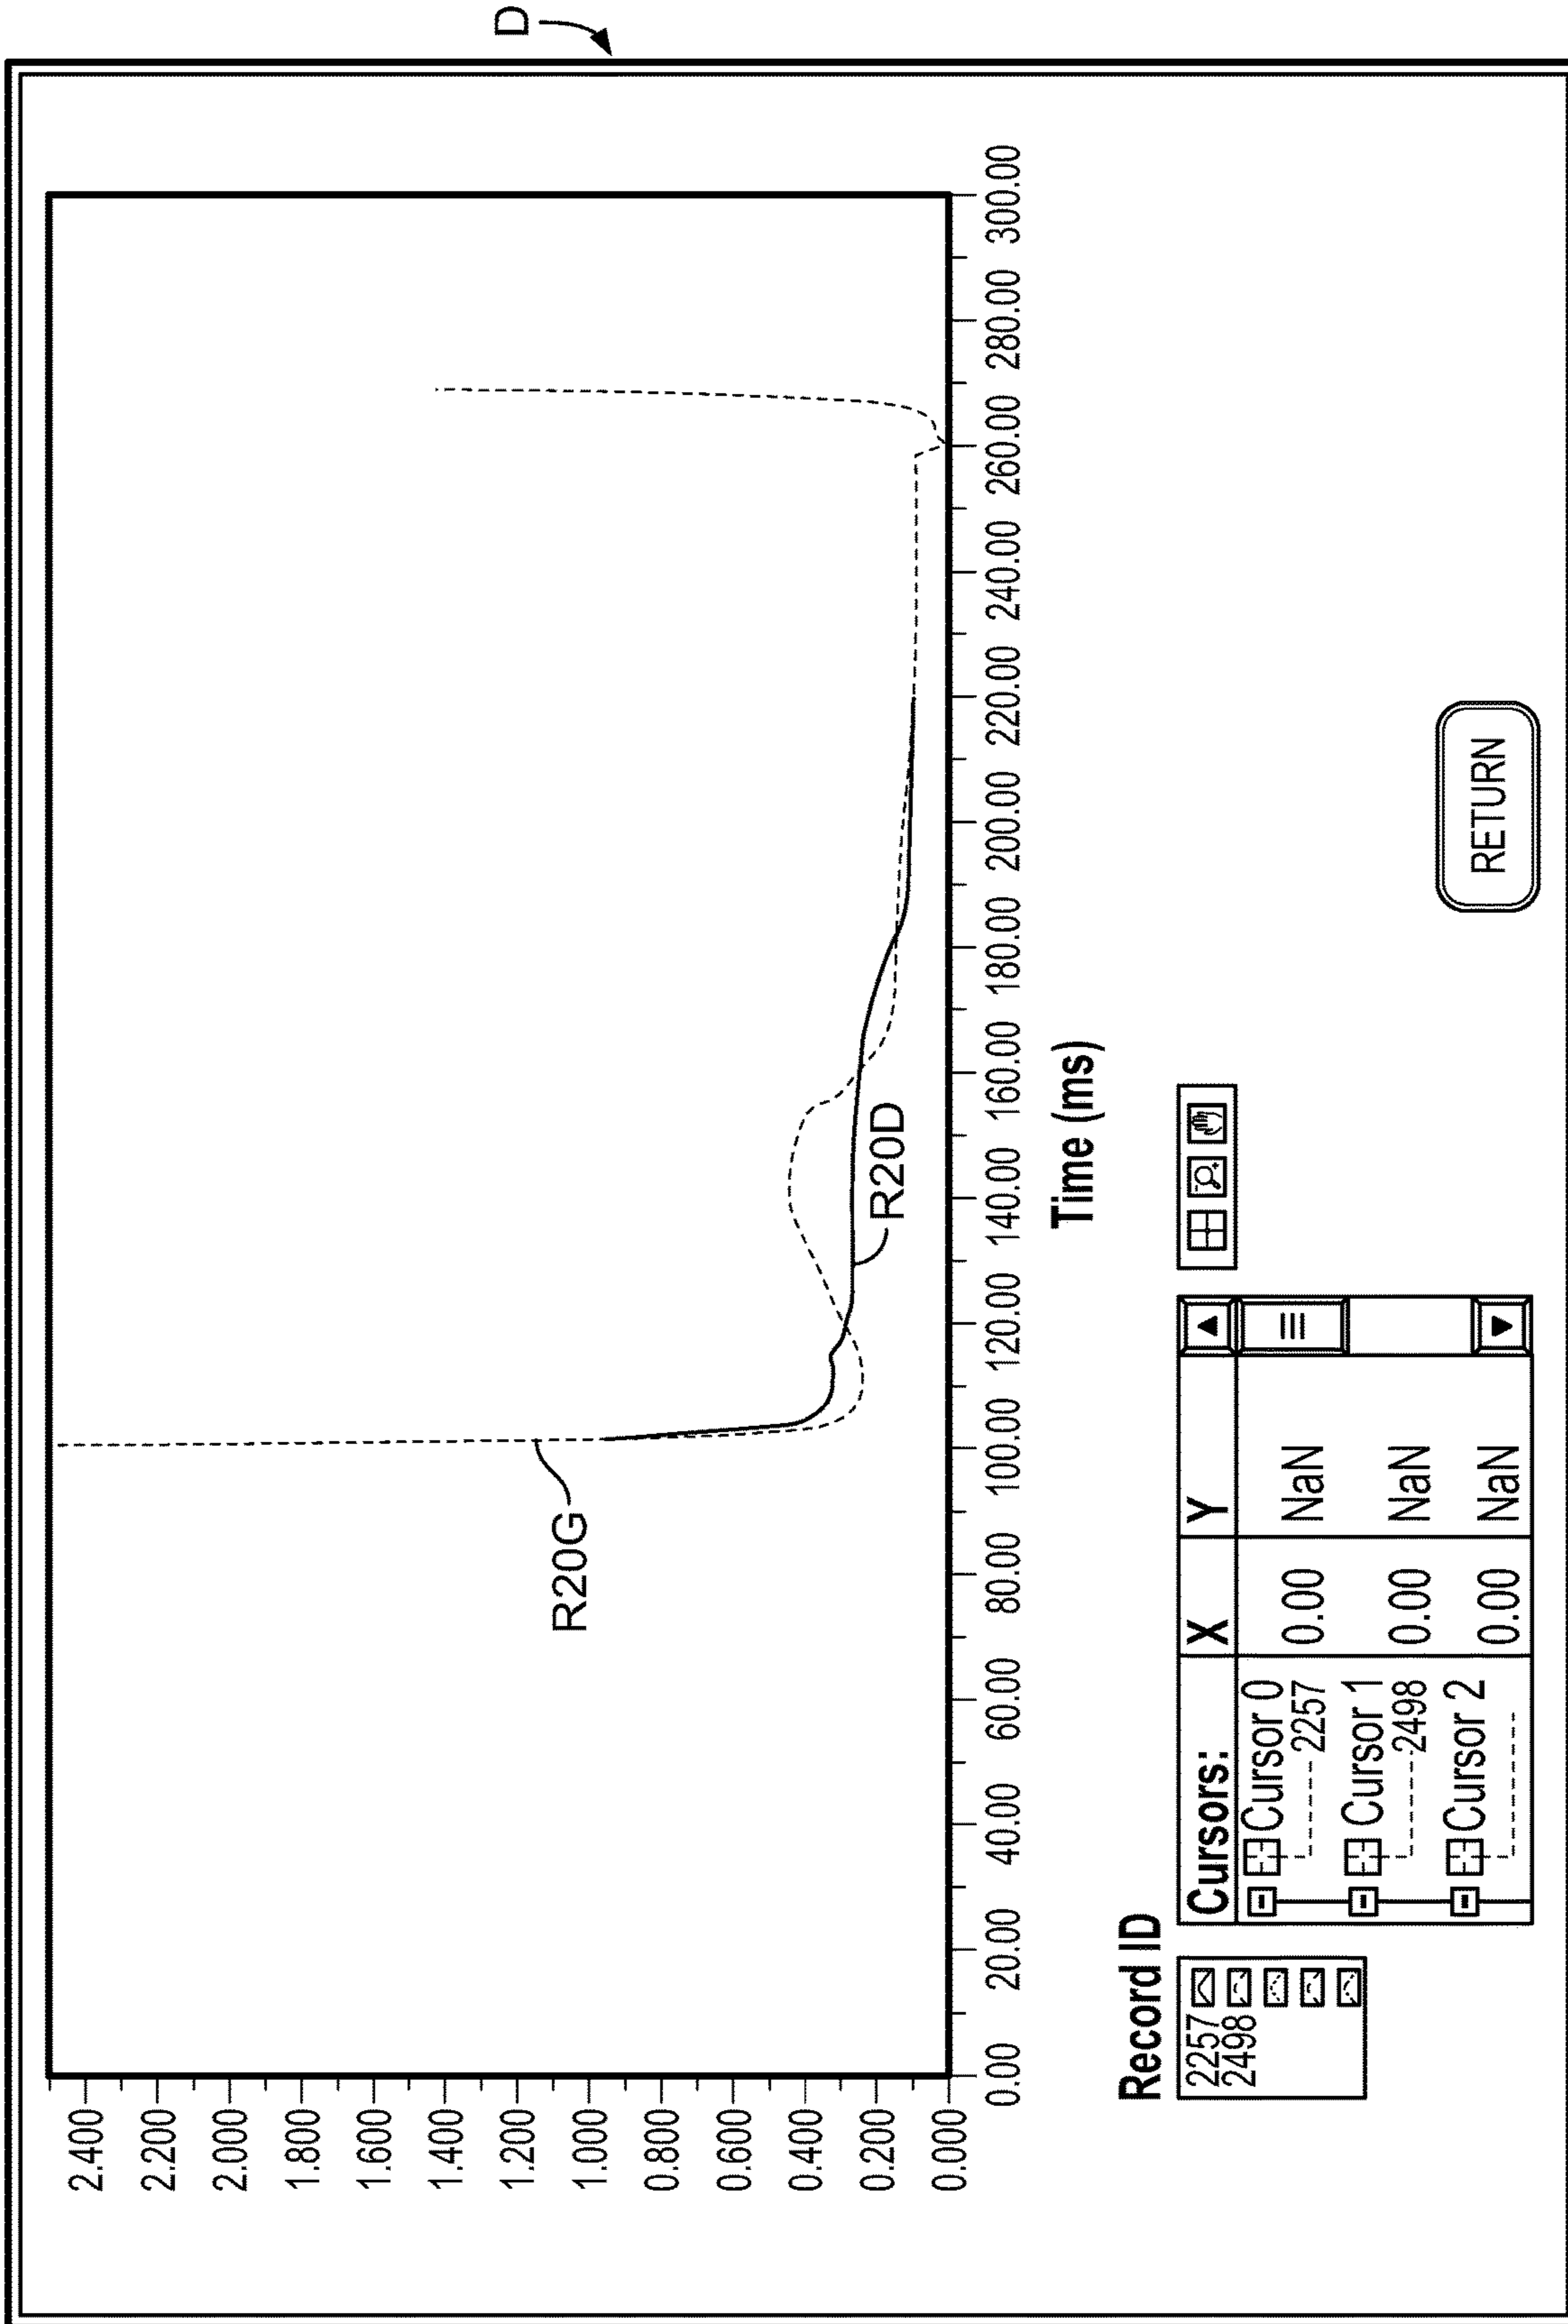 D
2.400
2.200
2.000
1.800
1.600
1.400
1.200
1.000
0.800
0.600
0.400
0.200
0.000
R20G
R20D
0.00 20.00 40.00 60.00 80.00 100.00 120.00 140.00 160.00 180.00 200.00 220.00 240.00 260.00 280.00 300.00
Time (ms)
Record ID
2257
2498
Cursors: X Y
Cursor 0 0.00 NaN
2257
Cursor 1 0.00 NaN
2498
Cursor 2 0.00 NaN
RETURN